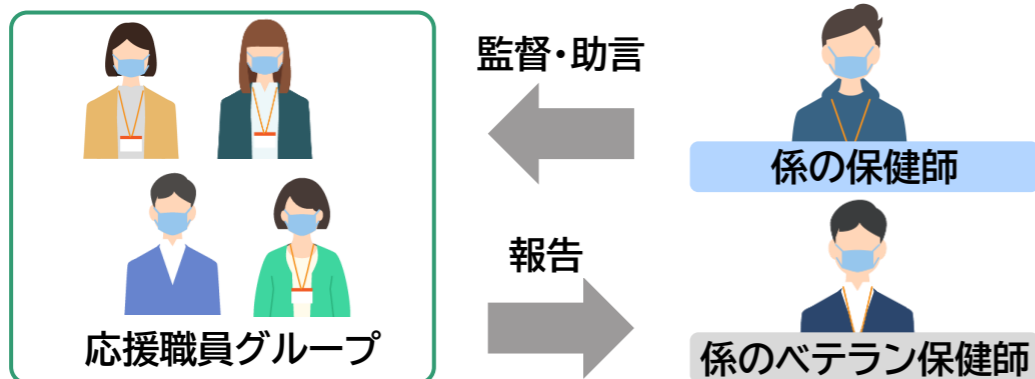 監督・助言
係の保健師
報告
応援職員グループ
係のベテラン保健師